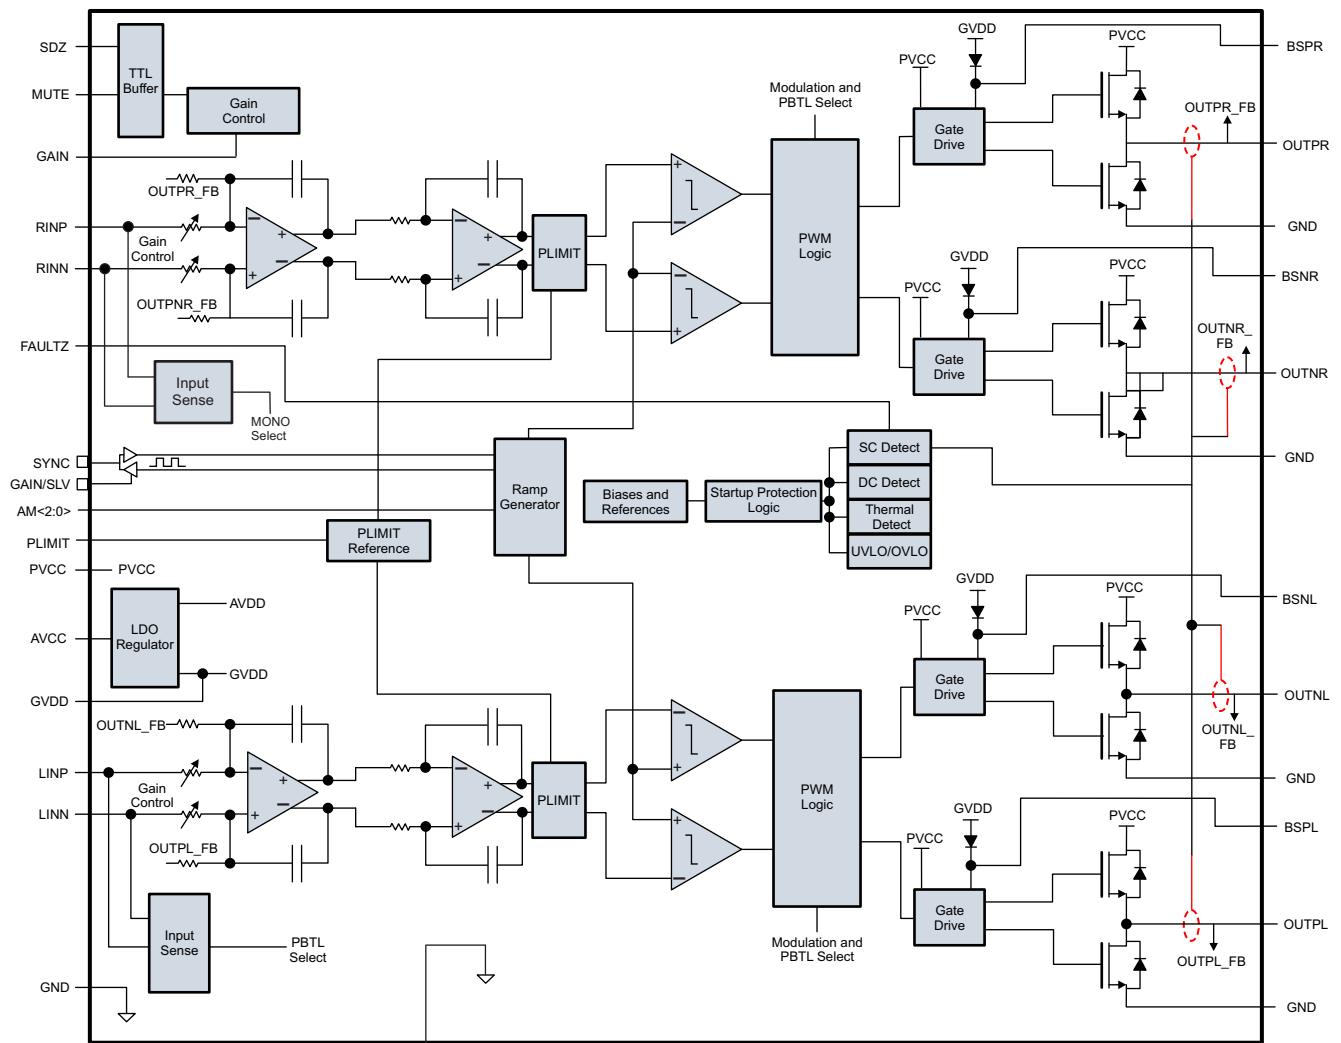 SDZ
MUTE
GAIN
RINP
RINN
FAULTZ
SYNC
GAIN/SLV
AM<2:0>
PLIMIT
PVCC
PVCC
AVCC
GVDD
LINP
LINN
GND
TTL
Buffer
Gain
Control
OUTPR_FB
Gain
Control
OUTPNR_FB
Input
Sense
MONO
Select
PLIMIT
Reference
LDO
Regulator
AVDD
GVDD
OUTNL_FB
Gain
Control
OUTPL_FB
Input
Sense
PBTL
Select
PLIMIT
Ramp
Generator
PLIMIT
Biases and
References
Startup Protection
Logic
SC Detect
DC Detect
Thermal
Detect
UVLO/OVLO
Modulation and
PBTL Select
PWM
Logic
PWM
Logic
Modulation and
PBTL Select
GVDD
PVCC
Gate
Drive
PVCC
OUTPR_FB
BSPR
OUTPR
GND
GVDD
PVCC
Gate
Drive
PVCC
OUTNR_
FB
BSNR
OUTNR
GND
GVDD
PVCC
Gate
Drive
PVCC
OUTNL_
FB
BSNL
OUTNL
GND
GVDD
PVCC
Gate
Drive
PVCC
OUTPL_FB
BSPL
OUTPL
GND